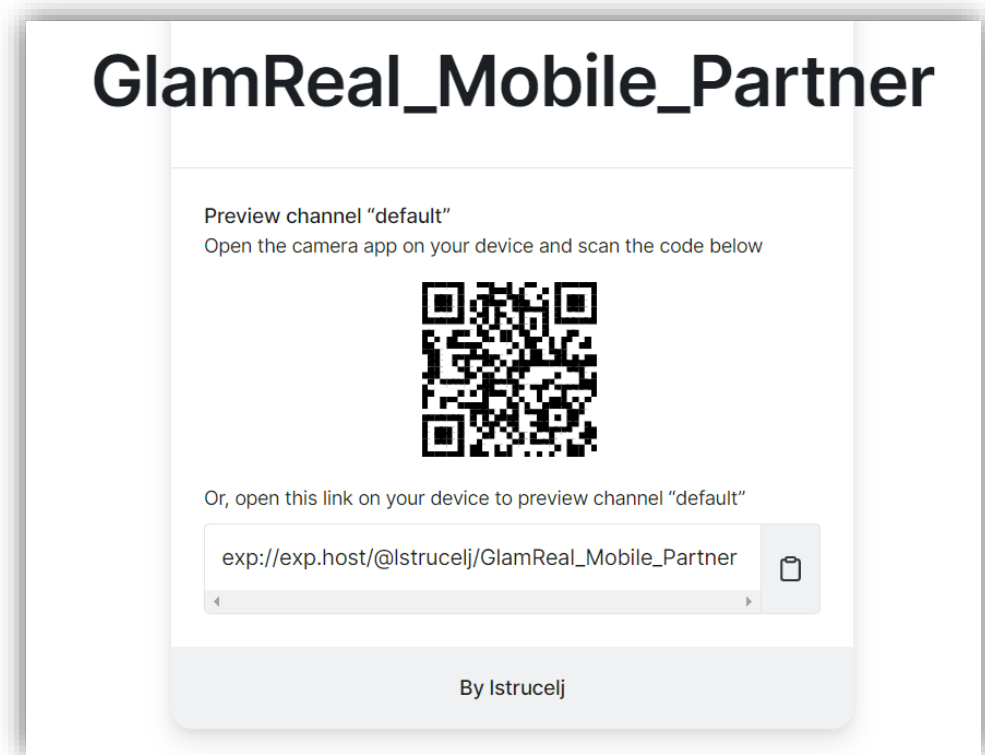 GlamReal_Mobile_Partner
Preview channel “default”
Open the camera app on your device and scan the code below
Or, open this link on your device to preview channel “default”
exp://exp.host/@lstrucelj/GlamReal_Mobile_Partner
By lstrucelj